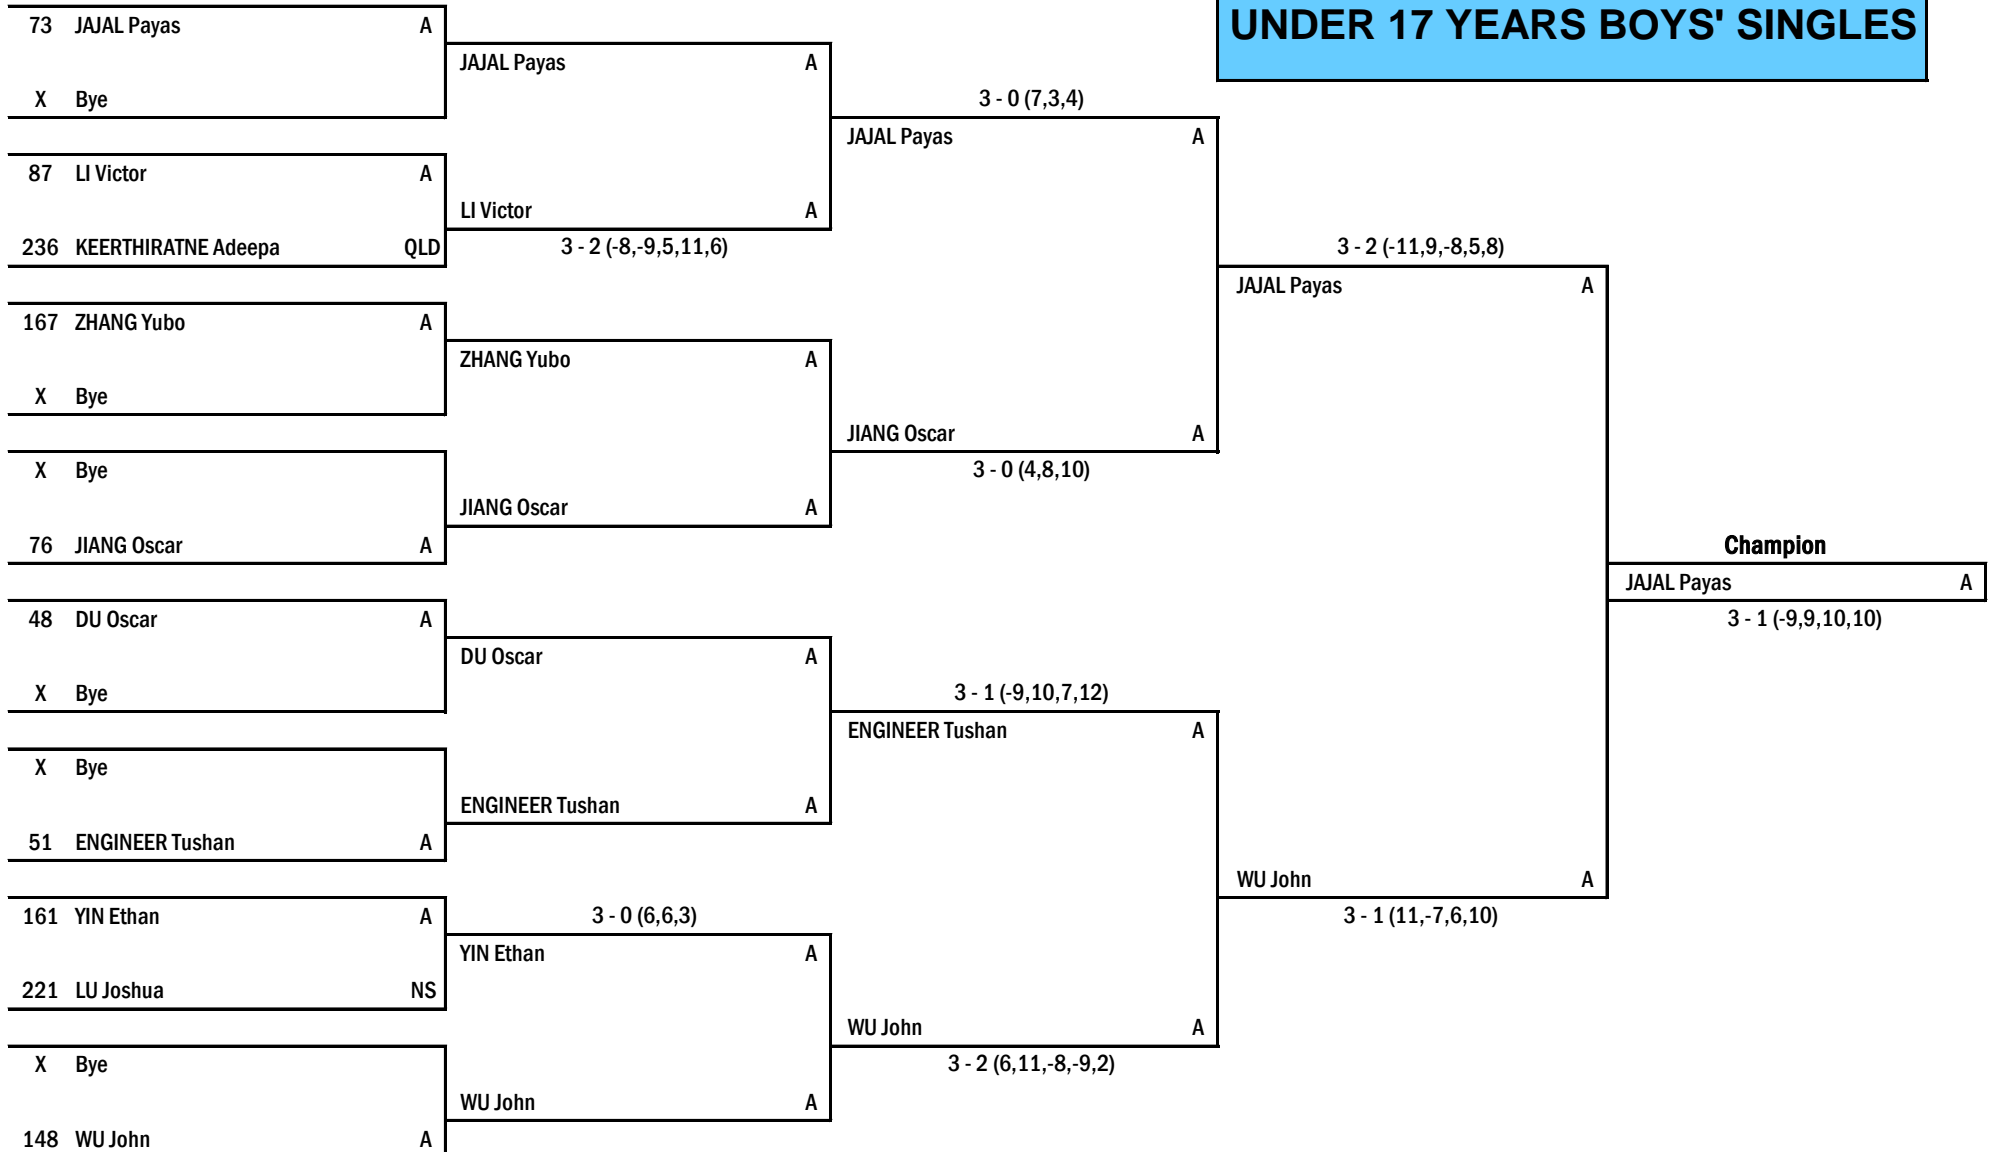 UNDER 17 YEARS BOYS' SINGLES
73 JAJAL Payas A
JAJAL Payas A
X Bye
3 - 0 (7,3,4)
JAJAL Payas A
87 LI Victor A
LI Victor A
236 KEERTHIRATNE Adeepa QLD
3 - 2 (-8,-9,5,11,6)
3 - 2 (-11,9,-8,5,8)
JAJAL Payas A
167 ZHANG Yubo A
ZHANG Yubo A
X Bye
JIANG Oscar A
X Bye
3 - 0 (4,8,10)
JIANG Oscar A
76 JIANG Oscar A
Champion
JAJAL Payas A
48 DU Oscar A
3 - 1 (-9,9,10,10)
DU Oscar A
X Bye
3 - 1 (-9,10,7,12)
ENGINEER Tushan A
X Bye
ENGINEER Tushan A
51 ENGINEER Tushan A
WU John A
161 YIN Ethan A
3 - 0 (6,6,3)
3 - 1 (11,-7,6,10)
YIN Ethan A
221 LU Joshua NS
WU John A
X Bye
3 - 2 (6,11,-8,-9,2)
WU John A
148 WU John A